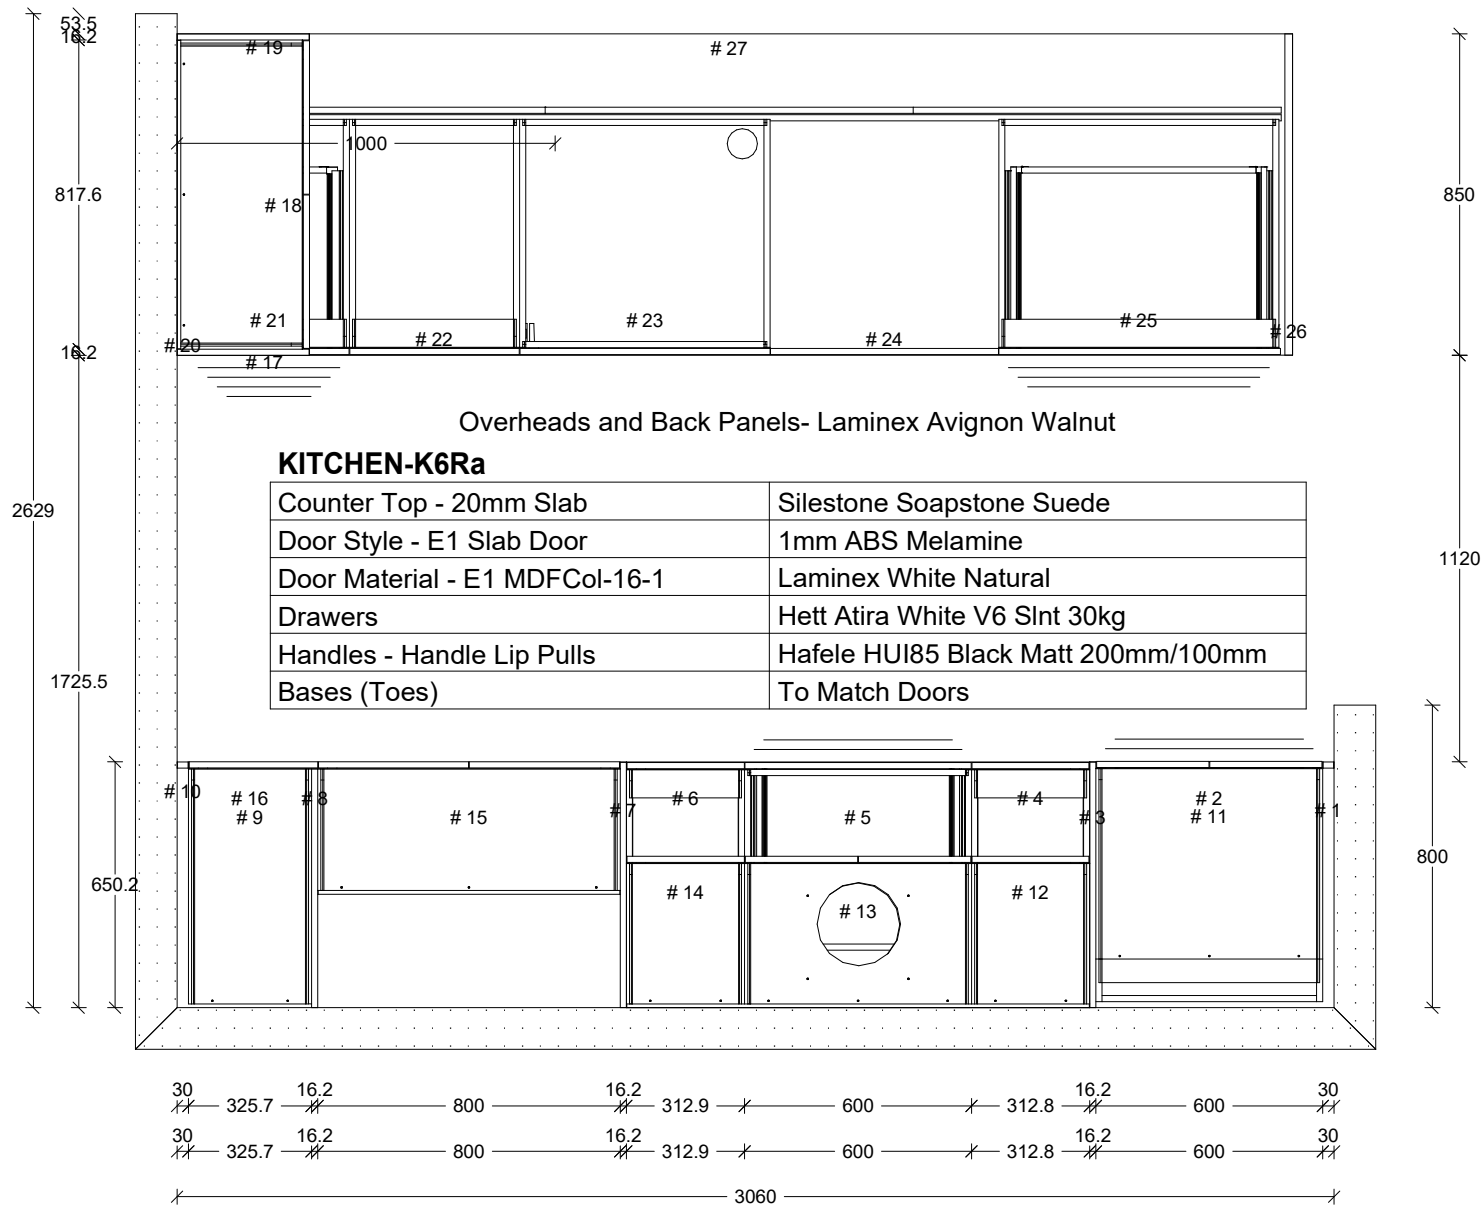 53.5
16.2
# 19
# 27
1000
817.6
850
# 18
# 21
# 23
# 25
# 20
# 22
# 24
# 26
16.2
# 17
Overheads and Back Panels- Laminex Avignon Walnut
KITCHEN-K6Ra
Counter Top - 20mm Slab Silestone Soapstone Suede
2629
Door Style - E1 Slab Door 1mm ABS Melamine
1120
Door Material - E1 MDFCol-16-1 Laminex White Natural
Drawers Hett Atira White V6 Slnt 30kg
Handles - Handle Lip Pulls Hafele HUI85 Black Matt 200mm/100mm
1725.5
Bases (Toes) To Match Doors
# 10 # 16 # 8 # 6 # 4 # 2
# 9 # 15 # 7 # 5 # 3 # 11 # 1
800
650.2
# 14 # 13 # 12
30 16.2 16.2 16.2 30
325.7 800 312.9 600 312.8 600
30 16.2 16.2 16.2 30
325.7 800 312.9 600 312.8 600
3060